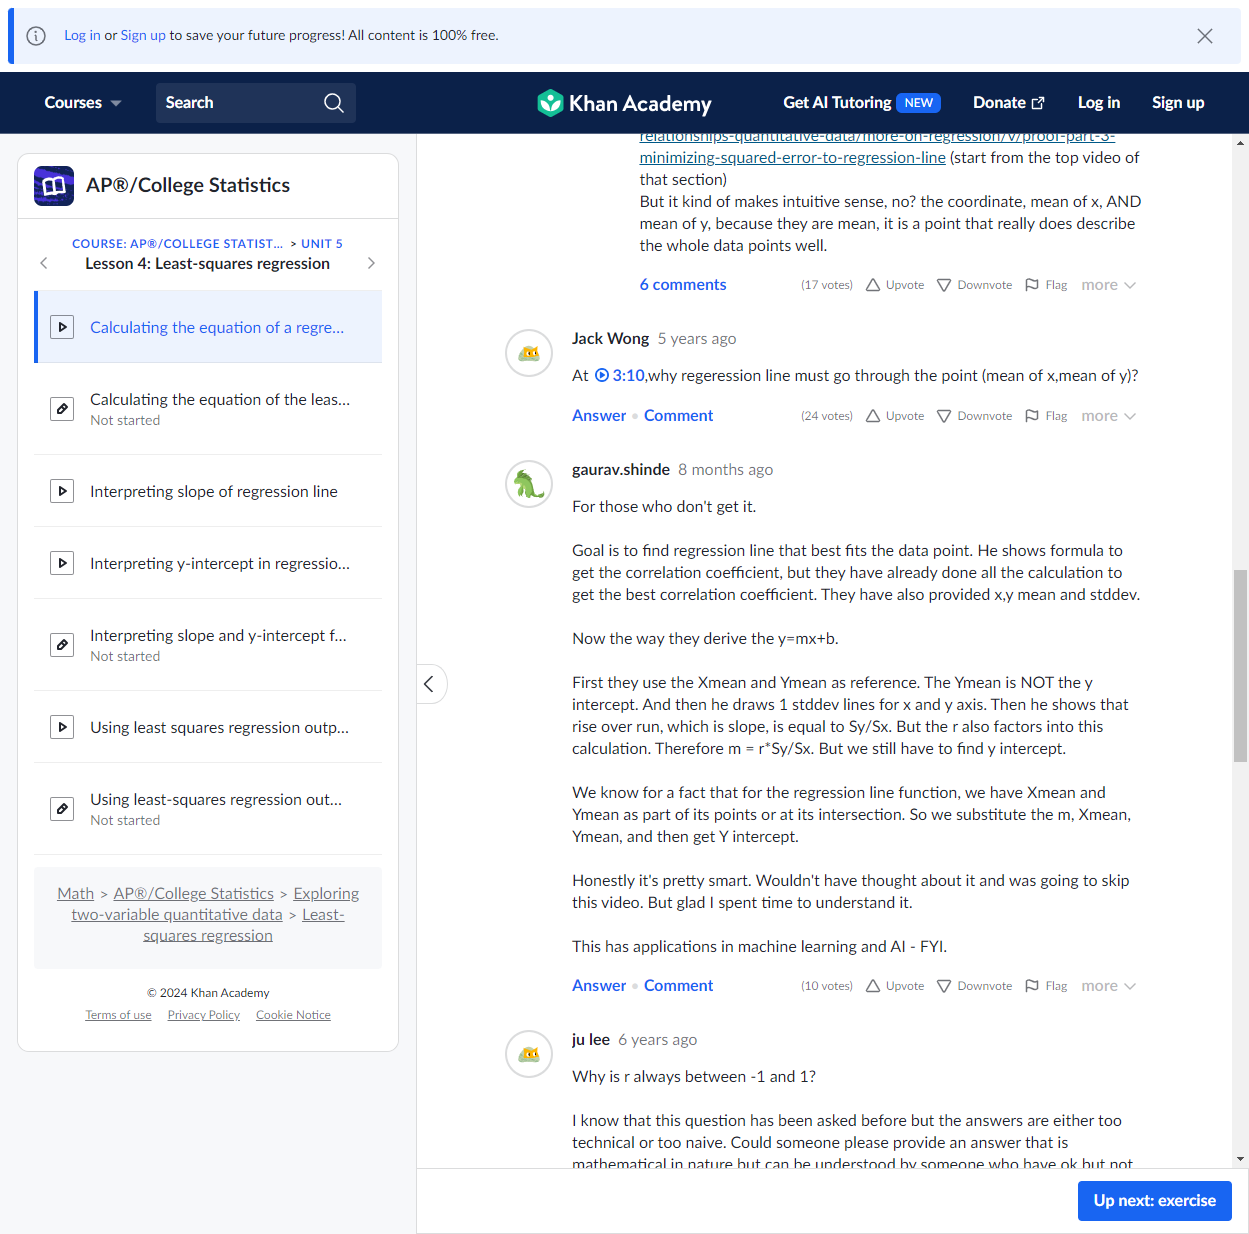 Log in or Sign up to save your future progress! All content is 100% free.
Courses
Search
Khan Academy
Get AI Tutoring NEW
Donate
Log in
Sign up
AP®/College Statistics
COURSE: AP®/COLLEGE STATIST... > UNIT 5
Lesson 4: Least-squares regression
Calculating the equation of a regre...
Calculating the equation of the leas...
Not started
Interpreting slope of regression line
Interpreting y-intercept in regressio...
Interpreting slope and y-intercept f...
Not started
Using least squares regression outp...
Using least-squares regression out...
Not started
Math > AP®/College Statistics > Exploring
two-variable quantitative data > Least-
squares regression
© 2024 Khan Academy
Terms of use Privacy Policy Cookie Notice
relationships-quantitative-data/more-on-regression/v/proof-part-3-
minimizing-squared-error-to-regression-line (start from the top video of
that section)
But it kind of makes intuitive sense, no? the coordinate, mean of x, AND
mean of y, because they are mean, it is a point that really does describe
the whole data points well.
6 comments (17 votes) Upvote Downvote Flag more
Jack Wong 5 years ago
At 3:10,why regeression line must go through the point (mean of x,mean of y)?
Answer • Comment (24 votes) Upvote Downvote Flag more
gaurav.shinde 8 months ago
For those who don't get it.
Goal is to find regression line that best fits the data point. He shows formula to
get the correlation coefficient, but they have already done all the calculation to
get the best correlation coefficient. They have also provided x,y mean and stddev.
Now the way they derive the y=mx+b.
First they use the Xmean and Ymean as reference. The Ymean is NOT the y
intercept. And then he draws 1 stddev lines for x and y axis. Then he shows that
rise over run, which is slope, is equal to Sy/Sx. But the r also factors into this
calculation. Therefore m = r*Sy/Sx. But we still have to find y intercept.
We know for a fact that for the regression line function, we have Xmean and
Ymean as part of its points or at its intersection. So we substitute the m, Xmean,
Ymean, and then get Y intercept.
Honestly it's pretty smart. Wouldn't have thought about it and was going to skip
this video. But glad I spent time to understand it.
This has applications in machine learning and AI - FYI.
Answer • Comment (10 votes) Upvote Downvote Flag more
ju lee 6 years ago
Why is r always between -1 and 1?
I know that this question has been asked before but the answers are either too
technical or too naive. Could someone please provide an answer that is
mathematical in nature but can be understood by someone who have ok but not
Up next: exercise